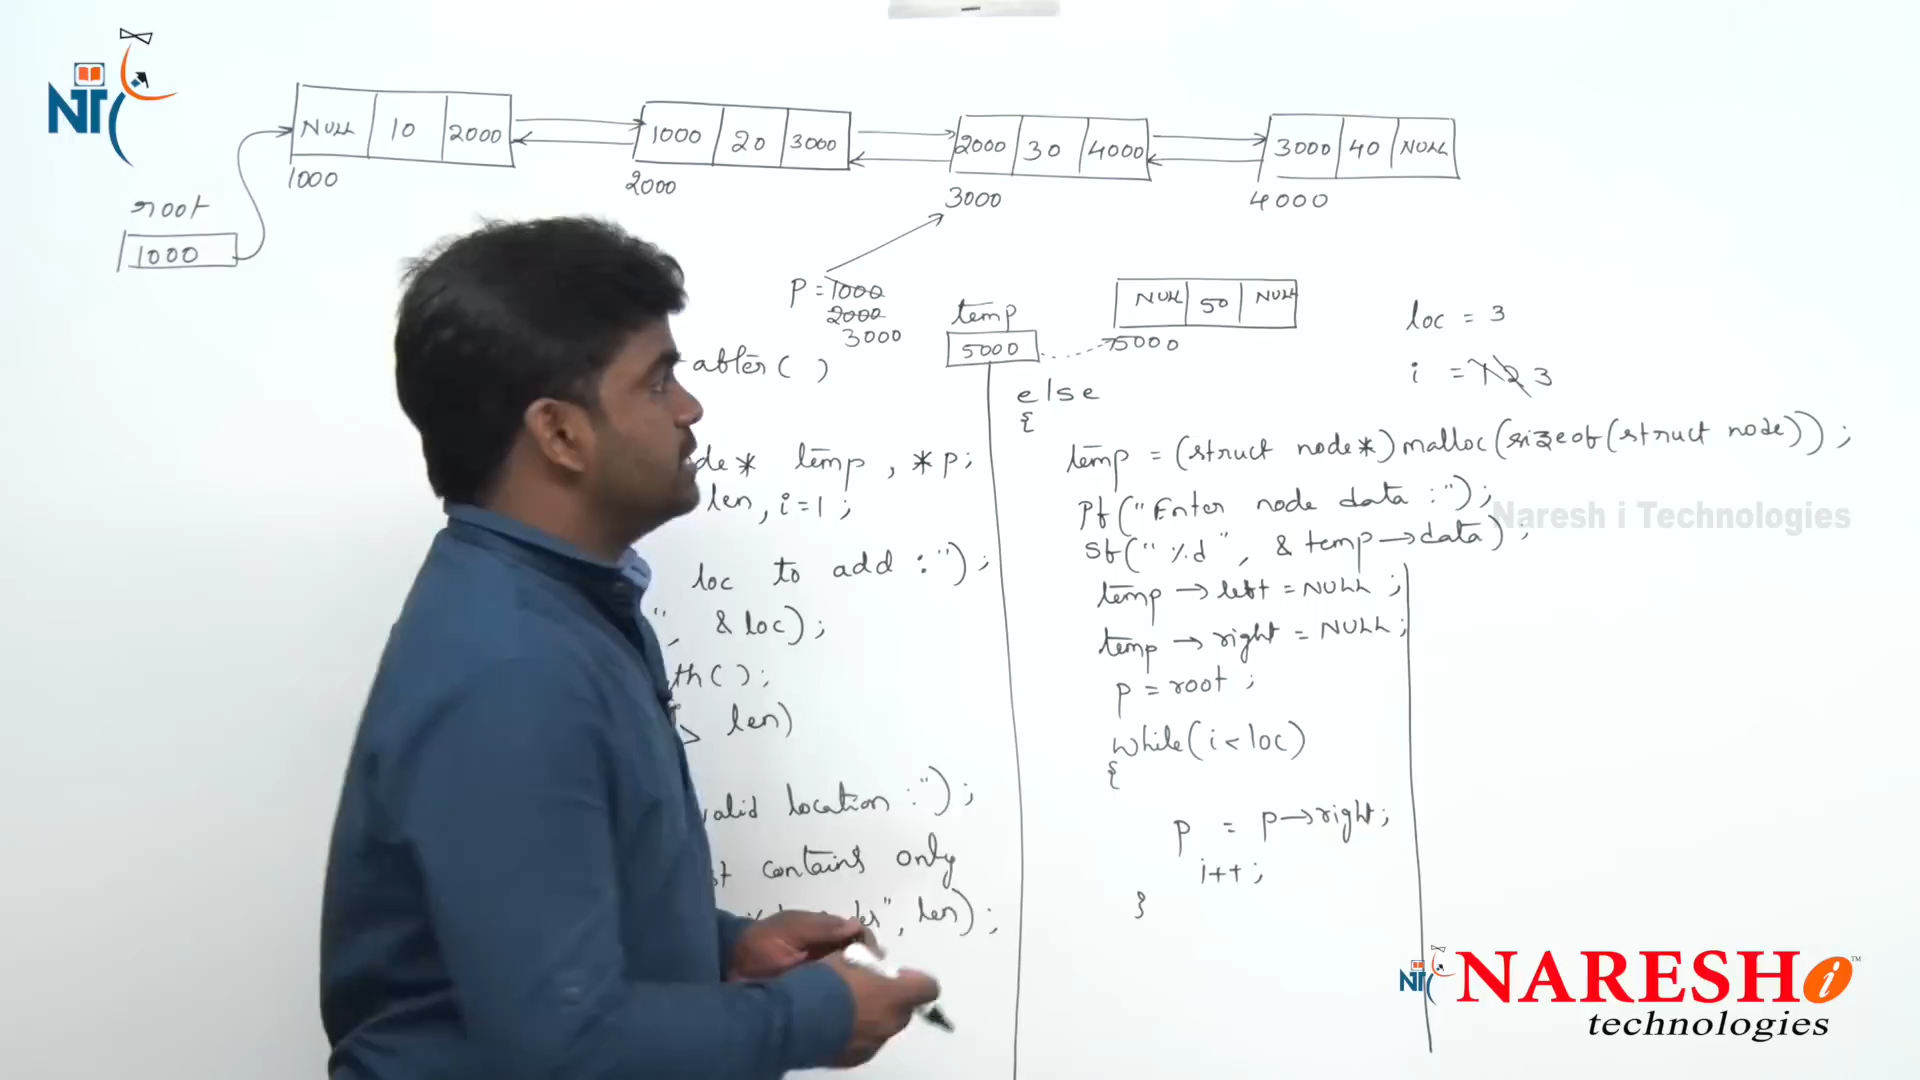 NULL 10 2000
1000 20 3000
2000 30 4000
3000 40 NULL
1000
2000
3000
4000
root
1000
P = 1000
2000
3000
temp
5000
NULL 50 NULL
5000
loc = 3
i = 1 2 3
after( )
temp, *p;
len, i=1;
loc to add :");
", &loc);
th( );
> len)
valid location :");
contains only
", len);
else
{
temp = (struct node*) malloc(sizeof(struct node));
Pf("Enter node data :");
Sf("%d", & temp→data);
temp → left = NULL ;
temp → right = NULL;
p = root ;
while(i < loc)
{
p = p→right;
i++;
}
Naresh i Technologies
NARESH i ™
technologies